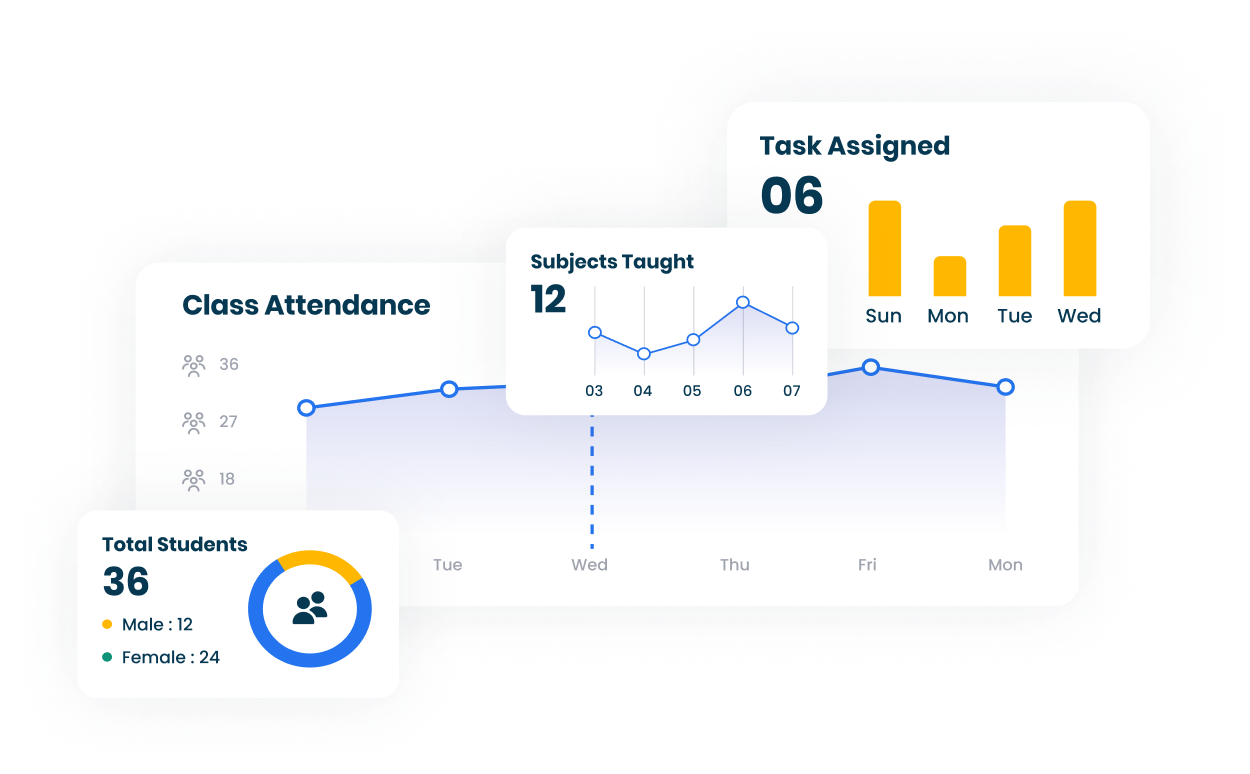 Task Assigned
06
Sun Mon Tue Wed
Subjects Taught
12
03 04 05 06 07
Class Attendance
36
27
18
Tue Wed Thu Fri Mon
Total Students
36
Male : 12
Female : 24